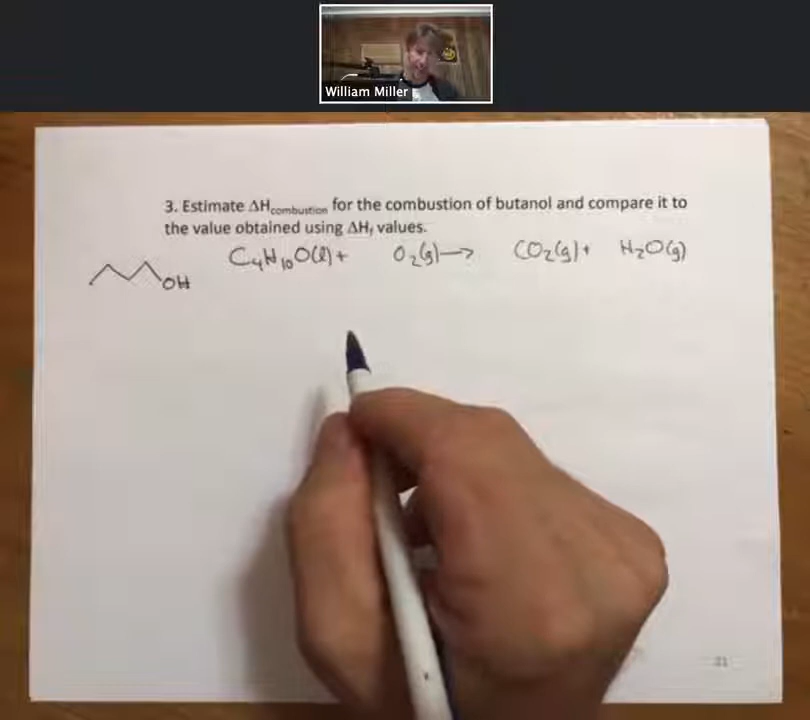 William Miller
3. Estimate ΔHcombustion for the combustion of butanol and compare it to
the value obtained using ΔHf values.
C4H10O(l) + O2(g) → CO2(g) + H2O(g)
OH
21